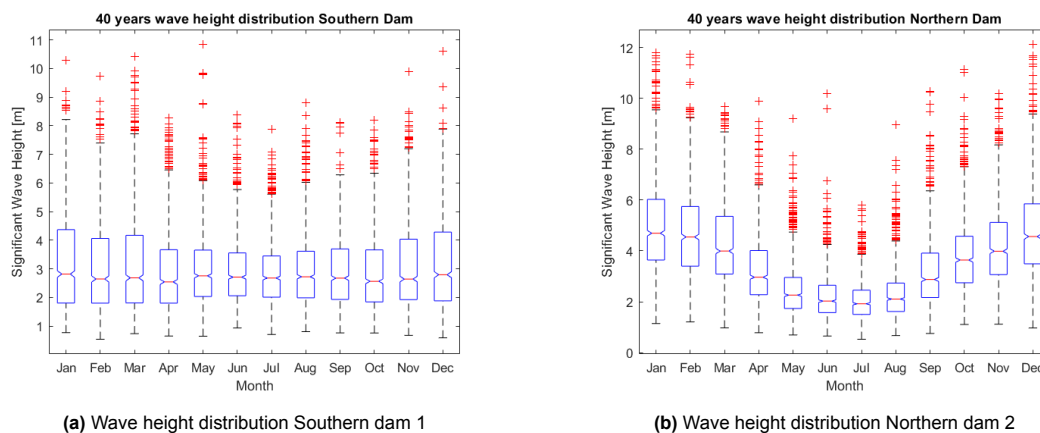 40 years wave height distribution Southern Dam
11
10
9
8
7
6
5
4
3
2
1
Significant Wave Height [m]
Jan Feb Mar Apr May Jun Jul Aug Sep Oct Nov Dec
Month
(a) Wave height distribution Southern dam 1
40 years wave height distribution Northern Dam
12
10
8
6
4
2
0
Significant Wave Height [m]
Jan Feb Mar Apr May Jun Jul Aug Sep Oct Nov Dec
Month
(b) Wave height distribution Northern dam 2